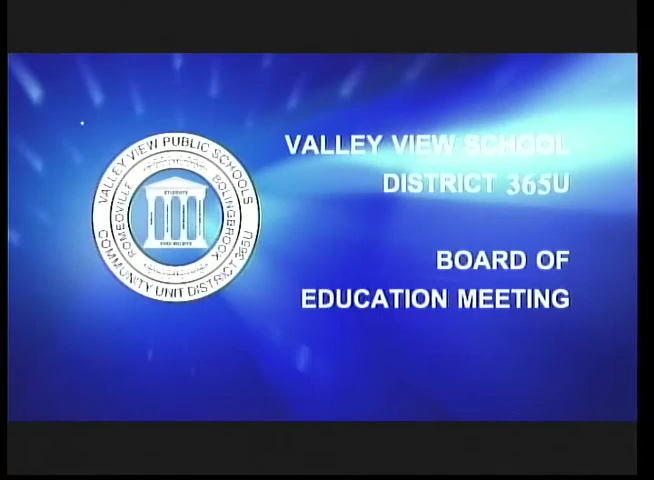 VALLEY VIEW SCHOOL
DISTRICT 365U
BOARD OF
EDUCATION MEETING
VALLEY VIEW PUBLIC SCHOOLS
ROMEOVILLE
BOLINGBROOK
STUDENTS
COMMUNITY UNIT DISTRICT 365U